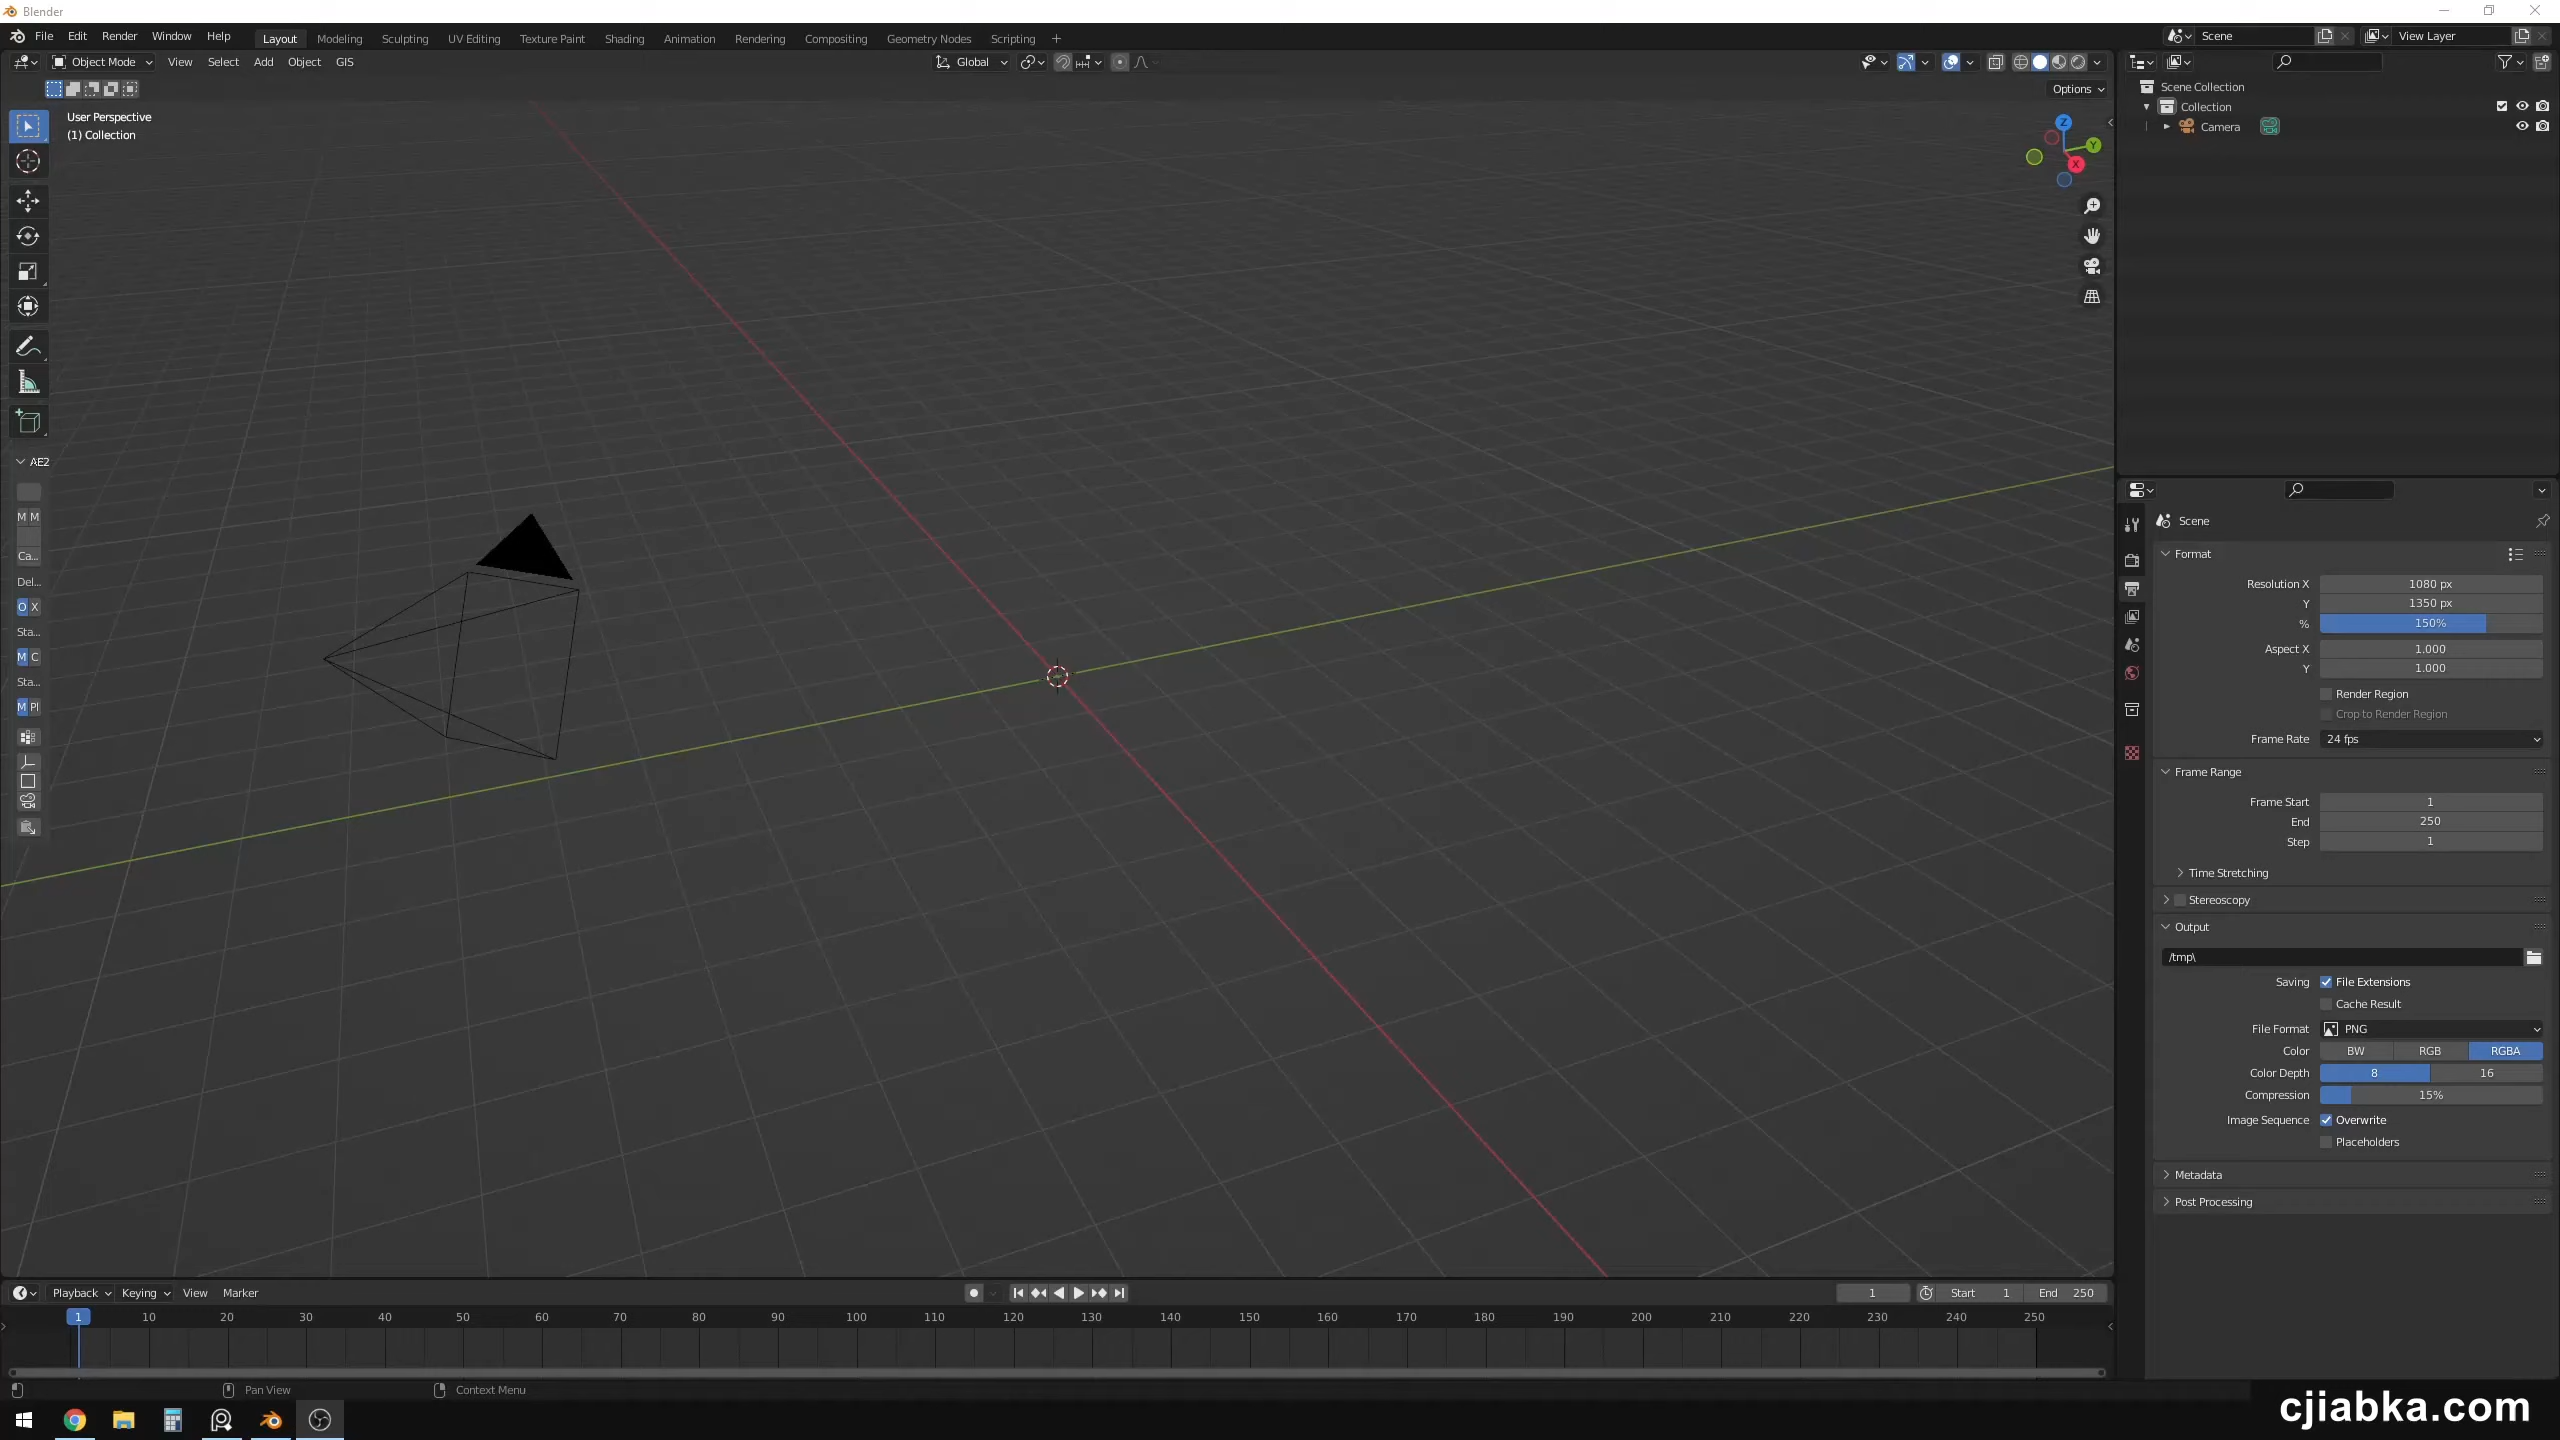 Blender
File Edit Render Window Help Layout Modeling Sculpting UV Editing Texture Paint Shading Animation Rendering Compositing Geometry Nodes Scripting + Scene View Layer
Object Mode View Select Add Object GIS Global
Options
User Perspective
(1) Collection
Z
Y
X
AE2
M M
Ca...
Del...
O X
Sta...
M C
Sta...
M Pl
Scene Collection
Collection
Camera
Scene
Format
Resolution X 1080 px
Y 1350 px
% 150%
Aspect X 1.000
Y 1.000
Render Region
Crop to Render Region
Frame Rate 24 fps
Frame Range
Frame Start 1
End 250
Step 1
Time Stretching
Stereoscopy
Output
/tmp\
Saving File Extensions
Cache Result
File Format PNG
Color BW RGB RGBA
Color Depth 8 16
Compression 15%
Image Sequence Overwrite
Placeholders
Metadata
Post Processing
Playback Keying View Marker 1 Start 1 End 250
1 10 20 30 40 50 60 70 80 90 100 110 120 130 140 150 160 170 180 190 200 210 220 230 240 250
Pan View Context Menu
cjiabka.com